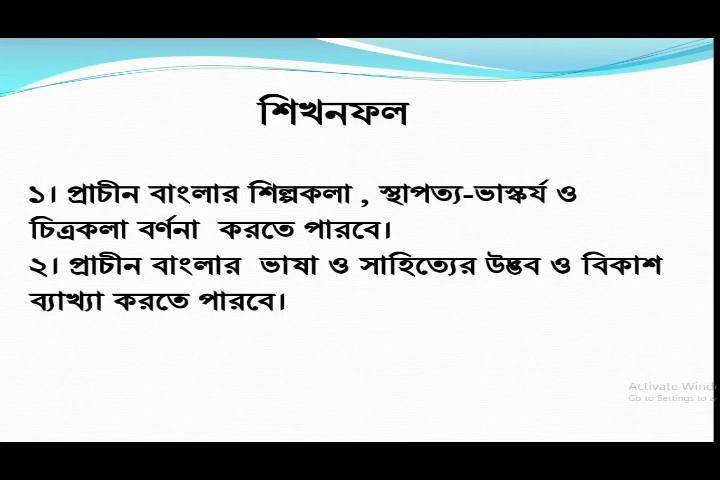 শিখনফল
১। প্রাচীন বাংলার শিল্পকলা , স্থাপত্য-ভাস্কর্য ও
চিত্রকলা বর্ণনা করতে পারবে।
২। প্রাচীন বাংলার ভাষা ও সাহিত্যের উদ্ভব ও বিকাশ
ব্যাখ্যা করতে পারবে।
Activate Wind
Go to Settings to a